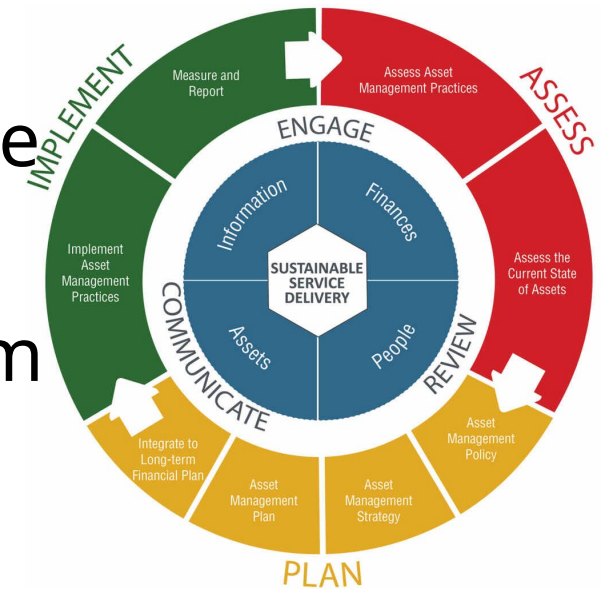 e
m
IMPLEMENT
ASSESS
PLAN
Measure and
Report
Assess Asset
Management Practices
Assess the
Current State
of Assets
Asset
Management
Policy
Asset
Management
Strategy
Asset
Management
Plan
Integrate to
Long-term
Financial Plan
Implement
Asset
Management
Practices
ENGAGE
REVIEW
COMMUNICATE
Information
Finances
People
Assets
SUSTAINABLE
SERVICE
DELIVERY